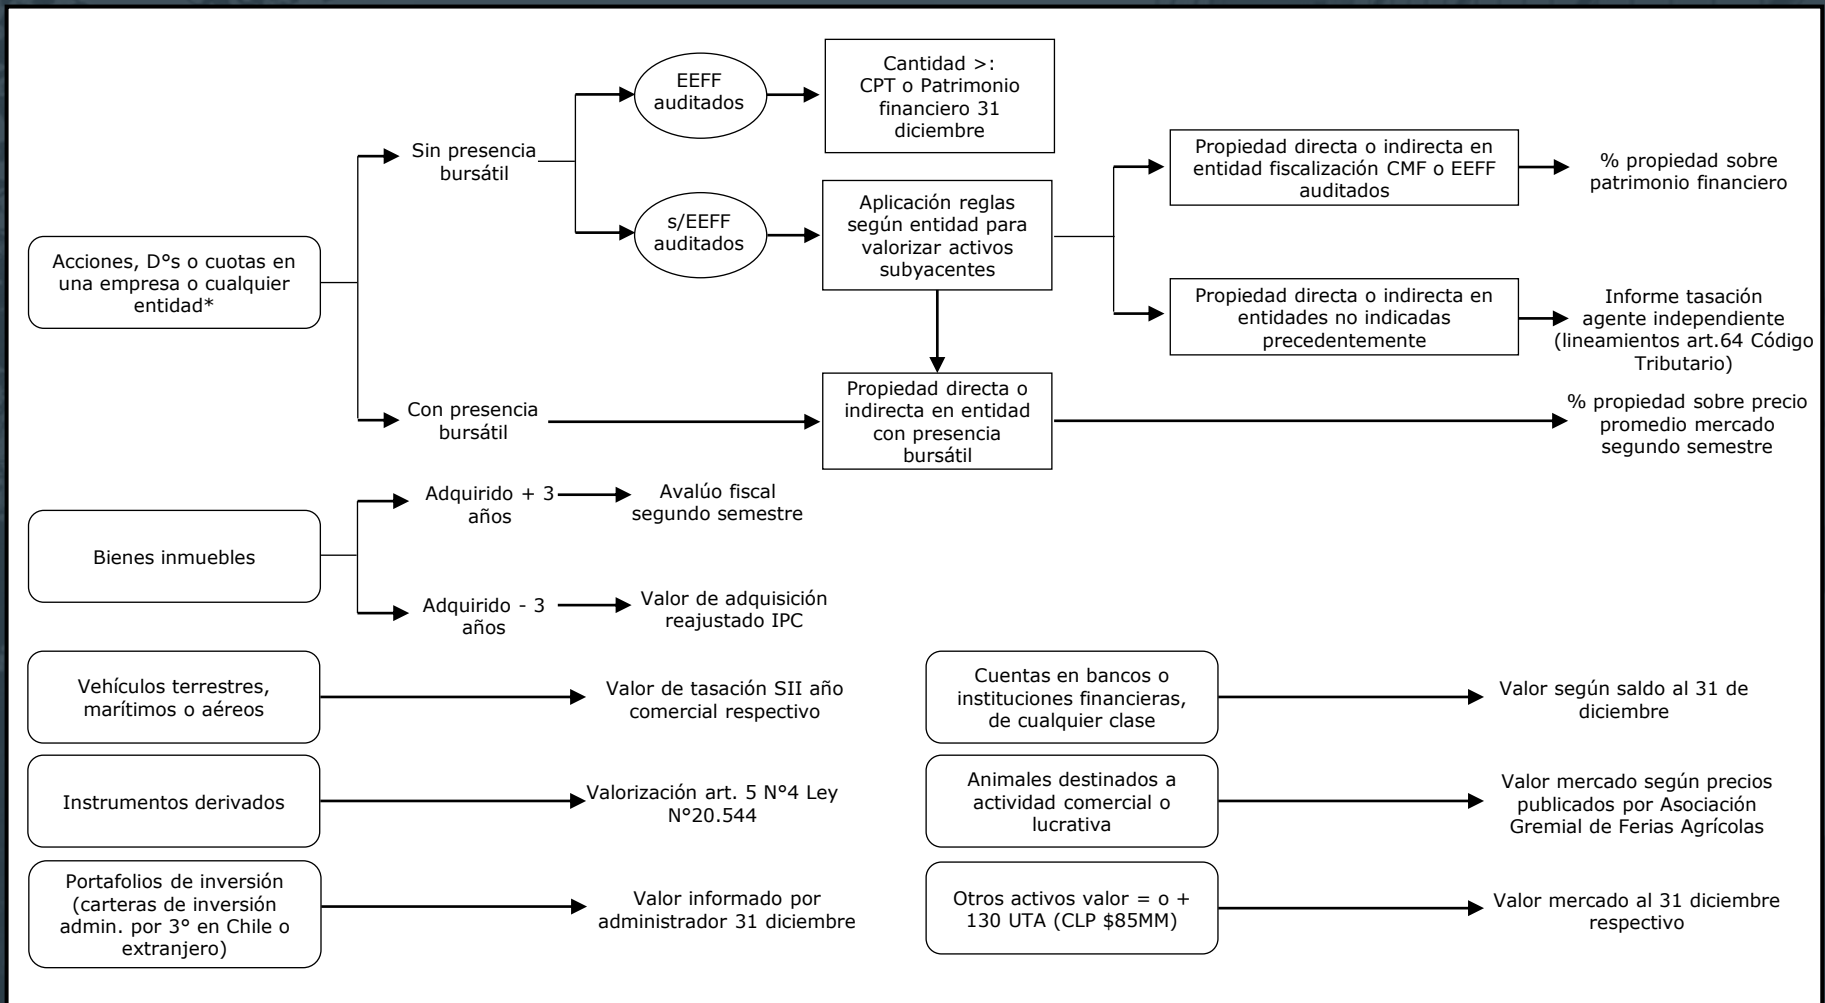 EEFF
auditados
Cantidad >:
CPT o Patrimonio
financiero 31
diciembre
Sin presencia
bursátil
Propiedad directa o indirecta en
entidad fiscalización CMF o EEFF
auditados
% propiedad sobre
patrimonio financiero
s/EEFF
auditados
Aplicación reglas
según entidad para
valorizar activos
subyacentes
Acciones, D°s o cuotas en
una empresa o cualquier
entidad*
Propiedad directa o indirecta en
entidades no indicadas
precedentemente
Informe tasación
agente independiente
(lineamientos art.64 Código
Tributario)
Con presencia
bursátil
Propiedad directa o
indirecta en entidad
con presencia
bursátil
% propiedad sobre precio
promedio mercado
segundo semestre
Bienes inmuebles
Adquirido + 3
años
Avalúo fiscal
segundo semestre
Adquirido - 3
años
Valor de adquisición
reajustado IPC
Vehículos terrestres,
marítimos o aéreos
Valor de tasación SII año
comercial respectivo
Cuentas en bancos o
instituciones financieras,
de cualquier clase
Valor según saldo al 31 de
diciembre
Instrumentos derivados
Valorización art. 5 N°4 Ley
N°20.544
Animales destinados a
actividad comercial o
lucrativa
Valor mercado según precios
publicados por Asociación
Gremial de Ferias Agrícolas
Portafolios de inversión
(carteras de inversión
admin. por 3° en Chile o
extranjero)
Valor informado por
administrador 31 diciembre
Otros activos valor = o +
130 UTA (CLP $85MM)
Valor mercado al 31 diciembre
respectivo